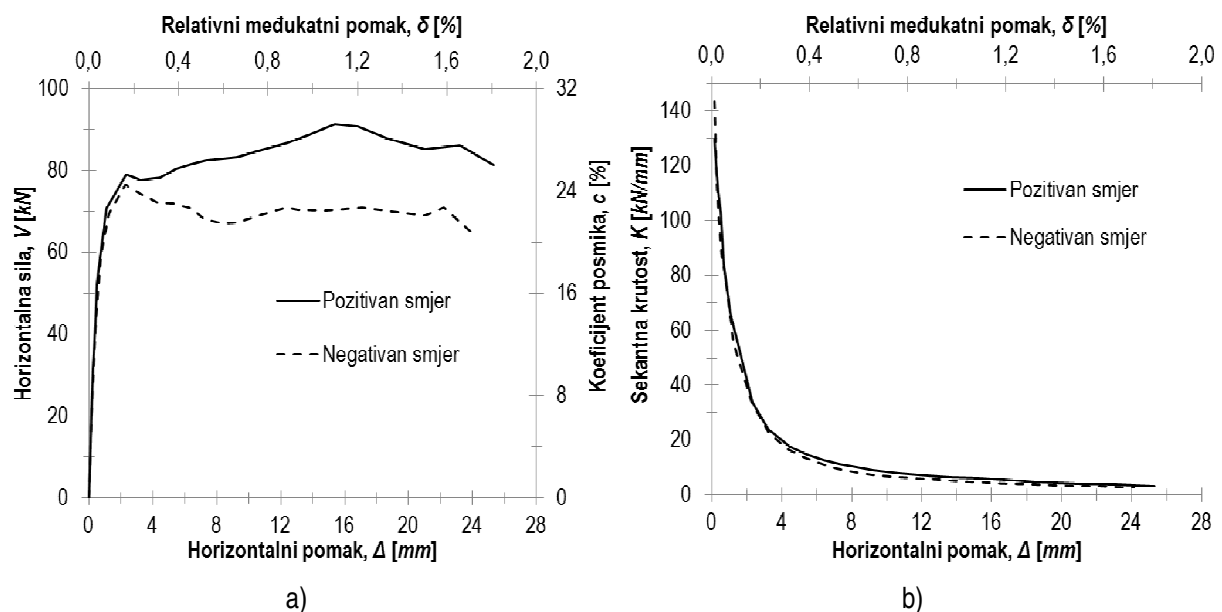 Relativni međukatni pomak, δ [%]
0,0 0,4 0,8 1,2 1,6 2,0
100 80 60 40 20 0
Horizontalna sila, V [kN]
32 24 16 8 0
Koeficijent posmika, c [%]
Pozitivan smjer
Negativan smjer
0 4 8 12 16 20 24 28
Horizontalni pomak, Δ [mm]
a)
Relativni međukatni pomak, δ [%]
0,0 0,4 0,8 1,2 1,6 2,0
140 120 100 80 60 40 20 0
Sekantna krutost, K [kN/mm]
Pozitivan smjer
Negativan smjer
0 4 8 12 16 20 24 28
Horizontalni pomak, Δ [mm]
b)